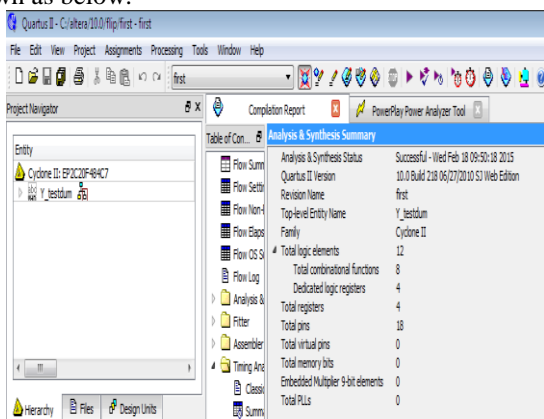 wn as below.
Quartus II - C:/altera/10.0/flip/first - first
File Edit View Project Assignments Processing Tools Window Help
first
Project Navigator
Compilation Report
PowerPlay Power Analyzer Tool
Table of Con...
Analysis & Synthesis Summary
Entity
Cyclone II: EP2C20F484C7
Y_testdum
Flow Summ
Flow Settin
Flow Non-
Flow Elaps
Flow OS S
Flow Log
Analysis &
Fitter
Assembler
Timing Ana
Classic
Summ
Analysis & Synthesis Status Successful - Wed Feb 18 09:50:18 2015
Quartus II Version 10.0 Build 218 06/27/2010 SJ Web Edition
Revision Name first
Top-level Entity Name Y_testdum
Family Cyclone II
Total logic elements 12
Total combinational functions 8
Dedicated logic registers 4
Total registers 4
Total pins 18
Total virtual pins 0
Total memory bits 0
Embedded Multiplier 9-bit elements 0
Total PLLs 0
Hierarchy Files Design Units